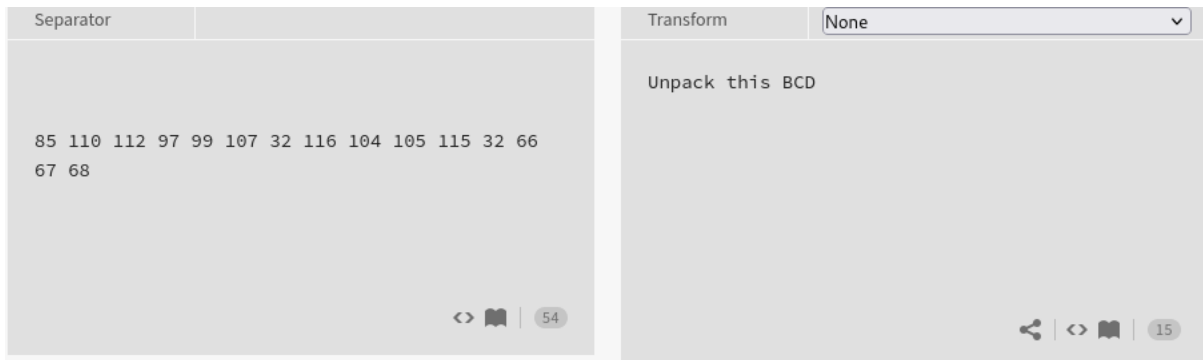 Separator
85 110 112 97 99 107 32 116 104 105 115 32 66
67 68
54
Transform
None
Unpack this BCD
15